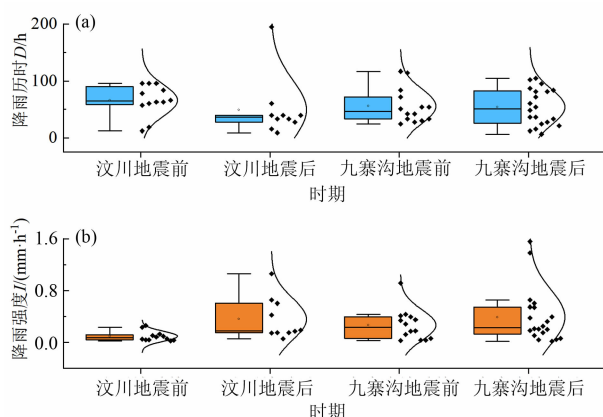 (a)
200
100
0
降雨历时D/h
汶川地震前 汶川地震后 九寨沟地震前 九寨沟地震后
时期
(b)
1.6
0.8
0.0
降雨强度I/(mm·h⁻¹)
汶川地震前 汶川地震后 九寨沟地震前 九寨沟地震后
时期